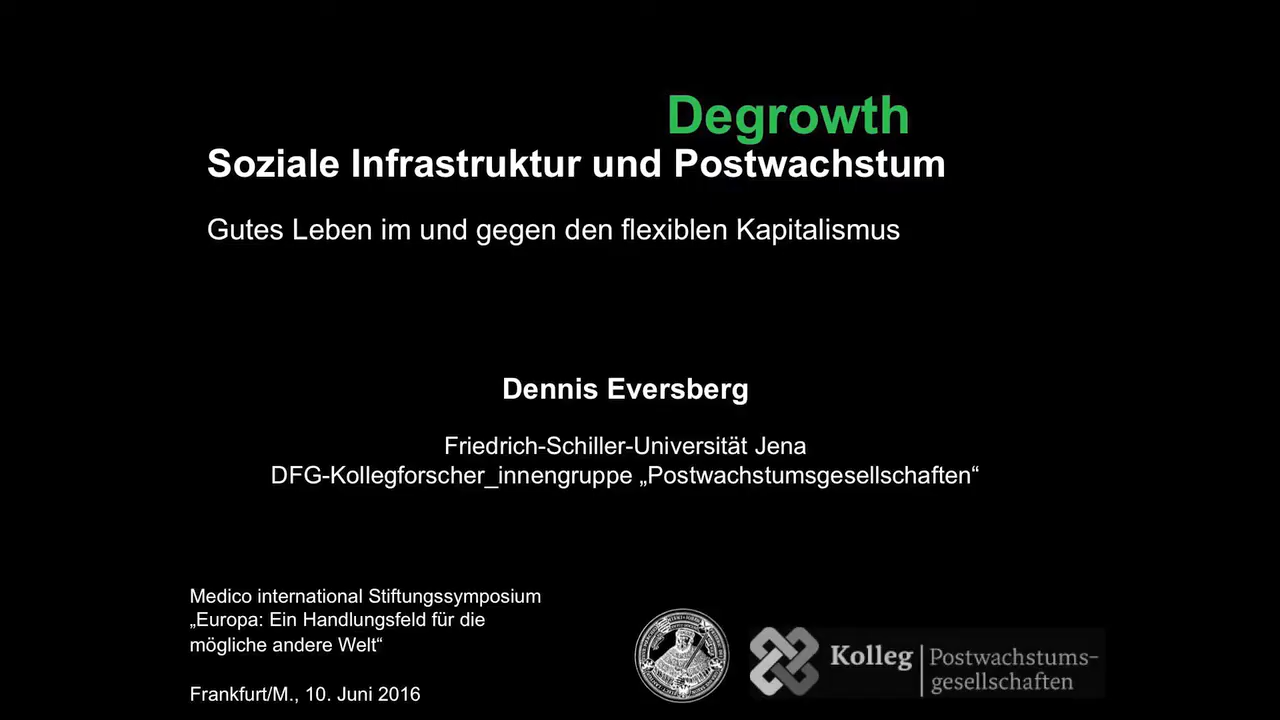 Degrowth
Soziale Infrastruktur und Postwachstum
Gutes Leben im und gegen den flexiblen Kapitalismus
Dennis Eversberg
Friedrich-Schiller-Universität Jena
DFG-Kollegforscher_innengruppe „Postwachstumsgesellschaften“
Medico international Stiftungssymposium
„Europa: Ein Handlungsfeld für die
mögliche andere Welt“
Frankfurt/M., 10. Juni 2016
Kolleg
Postwachstums-
gesellschaften